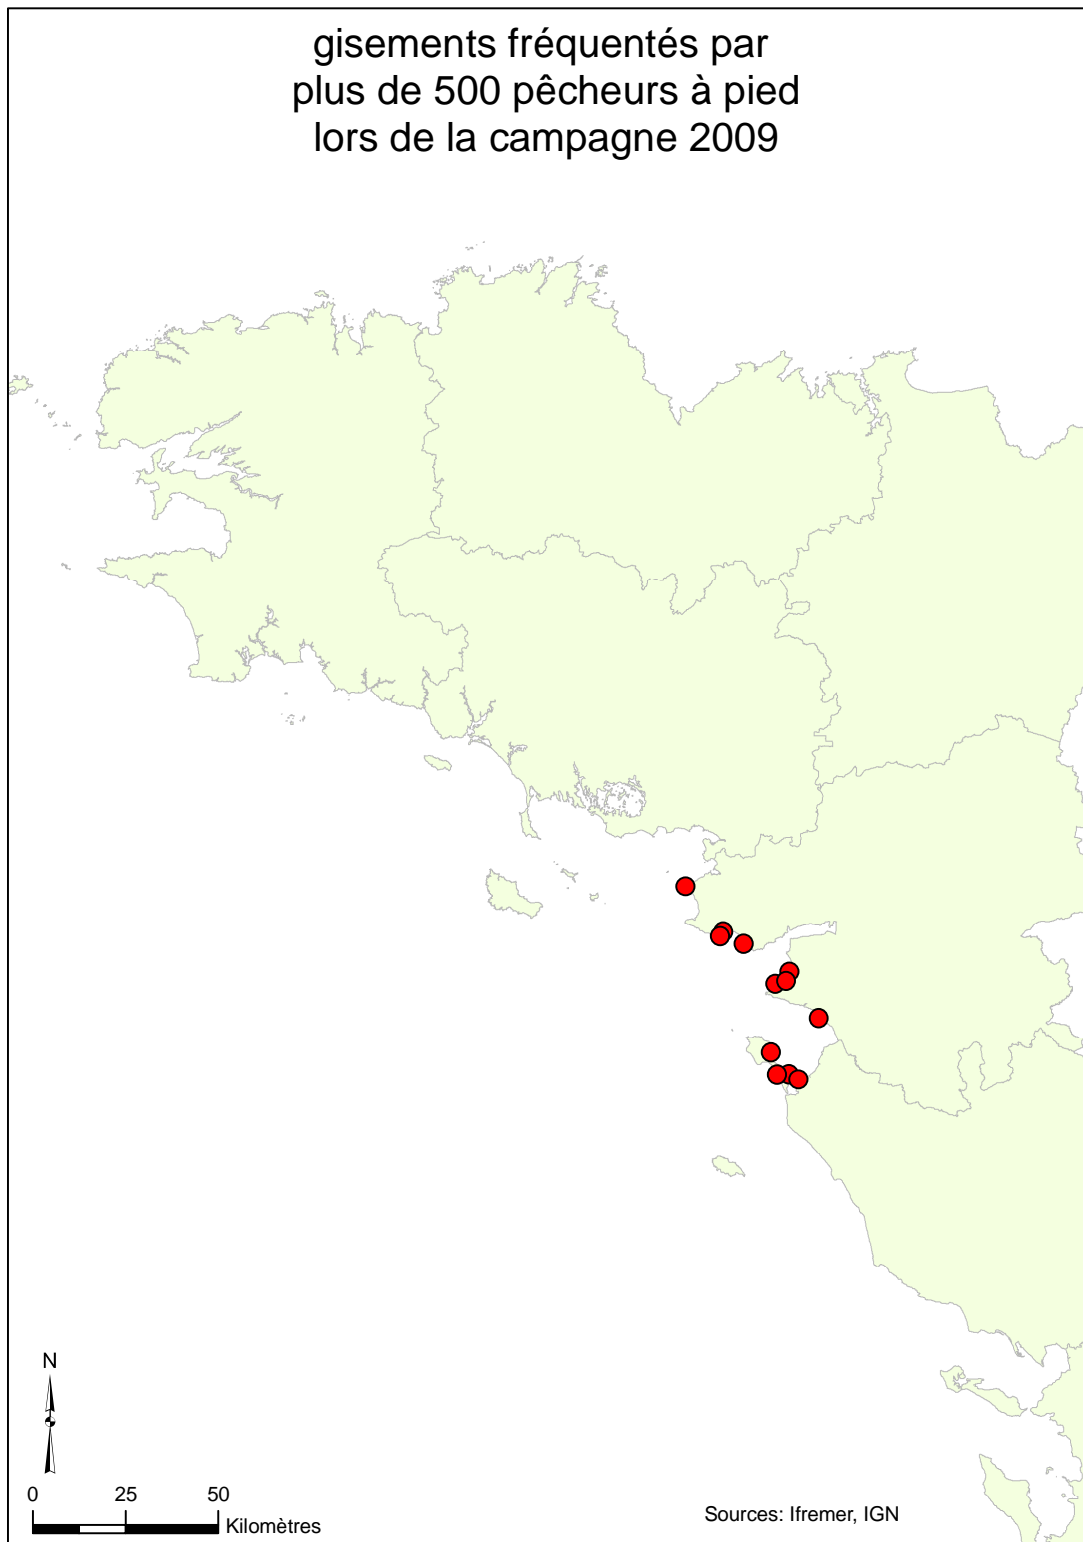 gisements fréquentés par
plus de 500 pêcheurs à pied
lors de la campagne 2009
N
0 25 50
Kilomètres
Sources: Ifremer, IGN